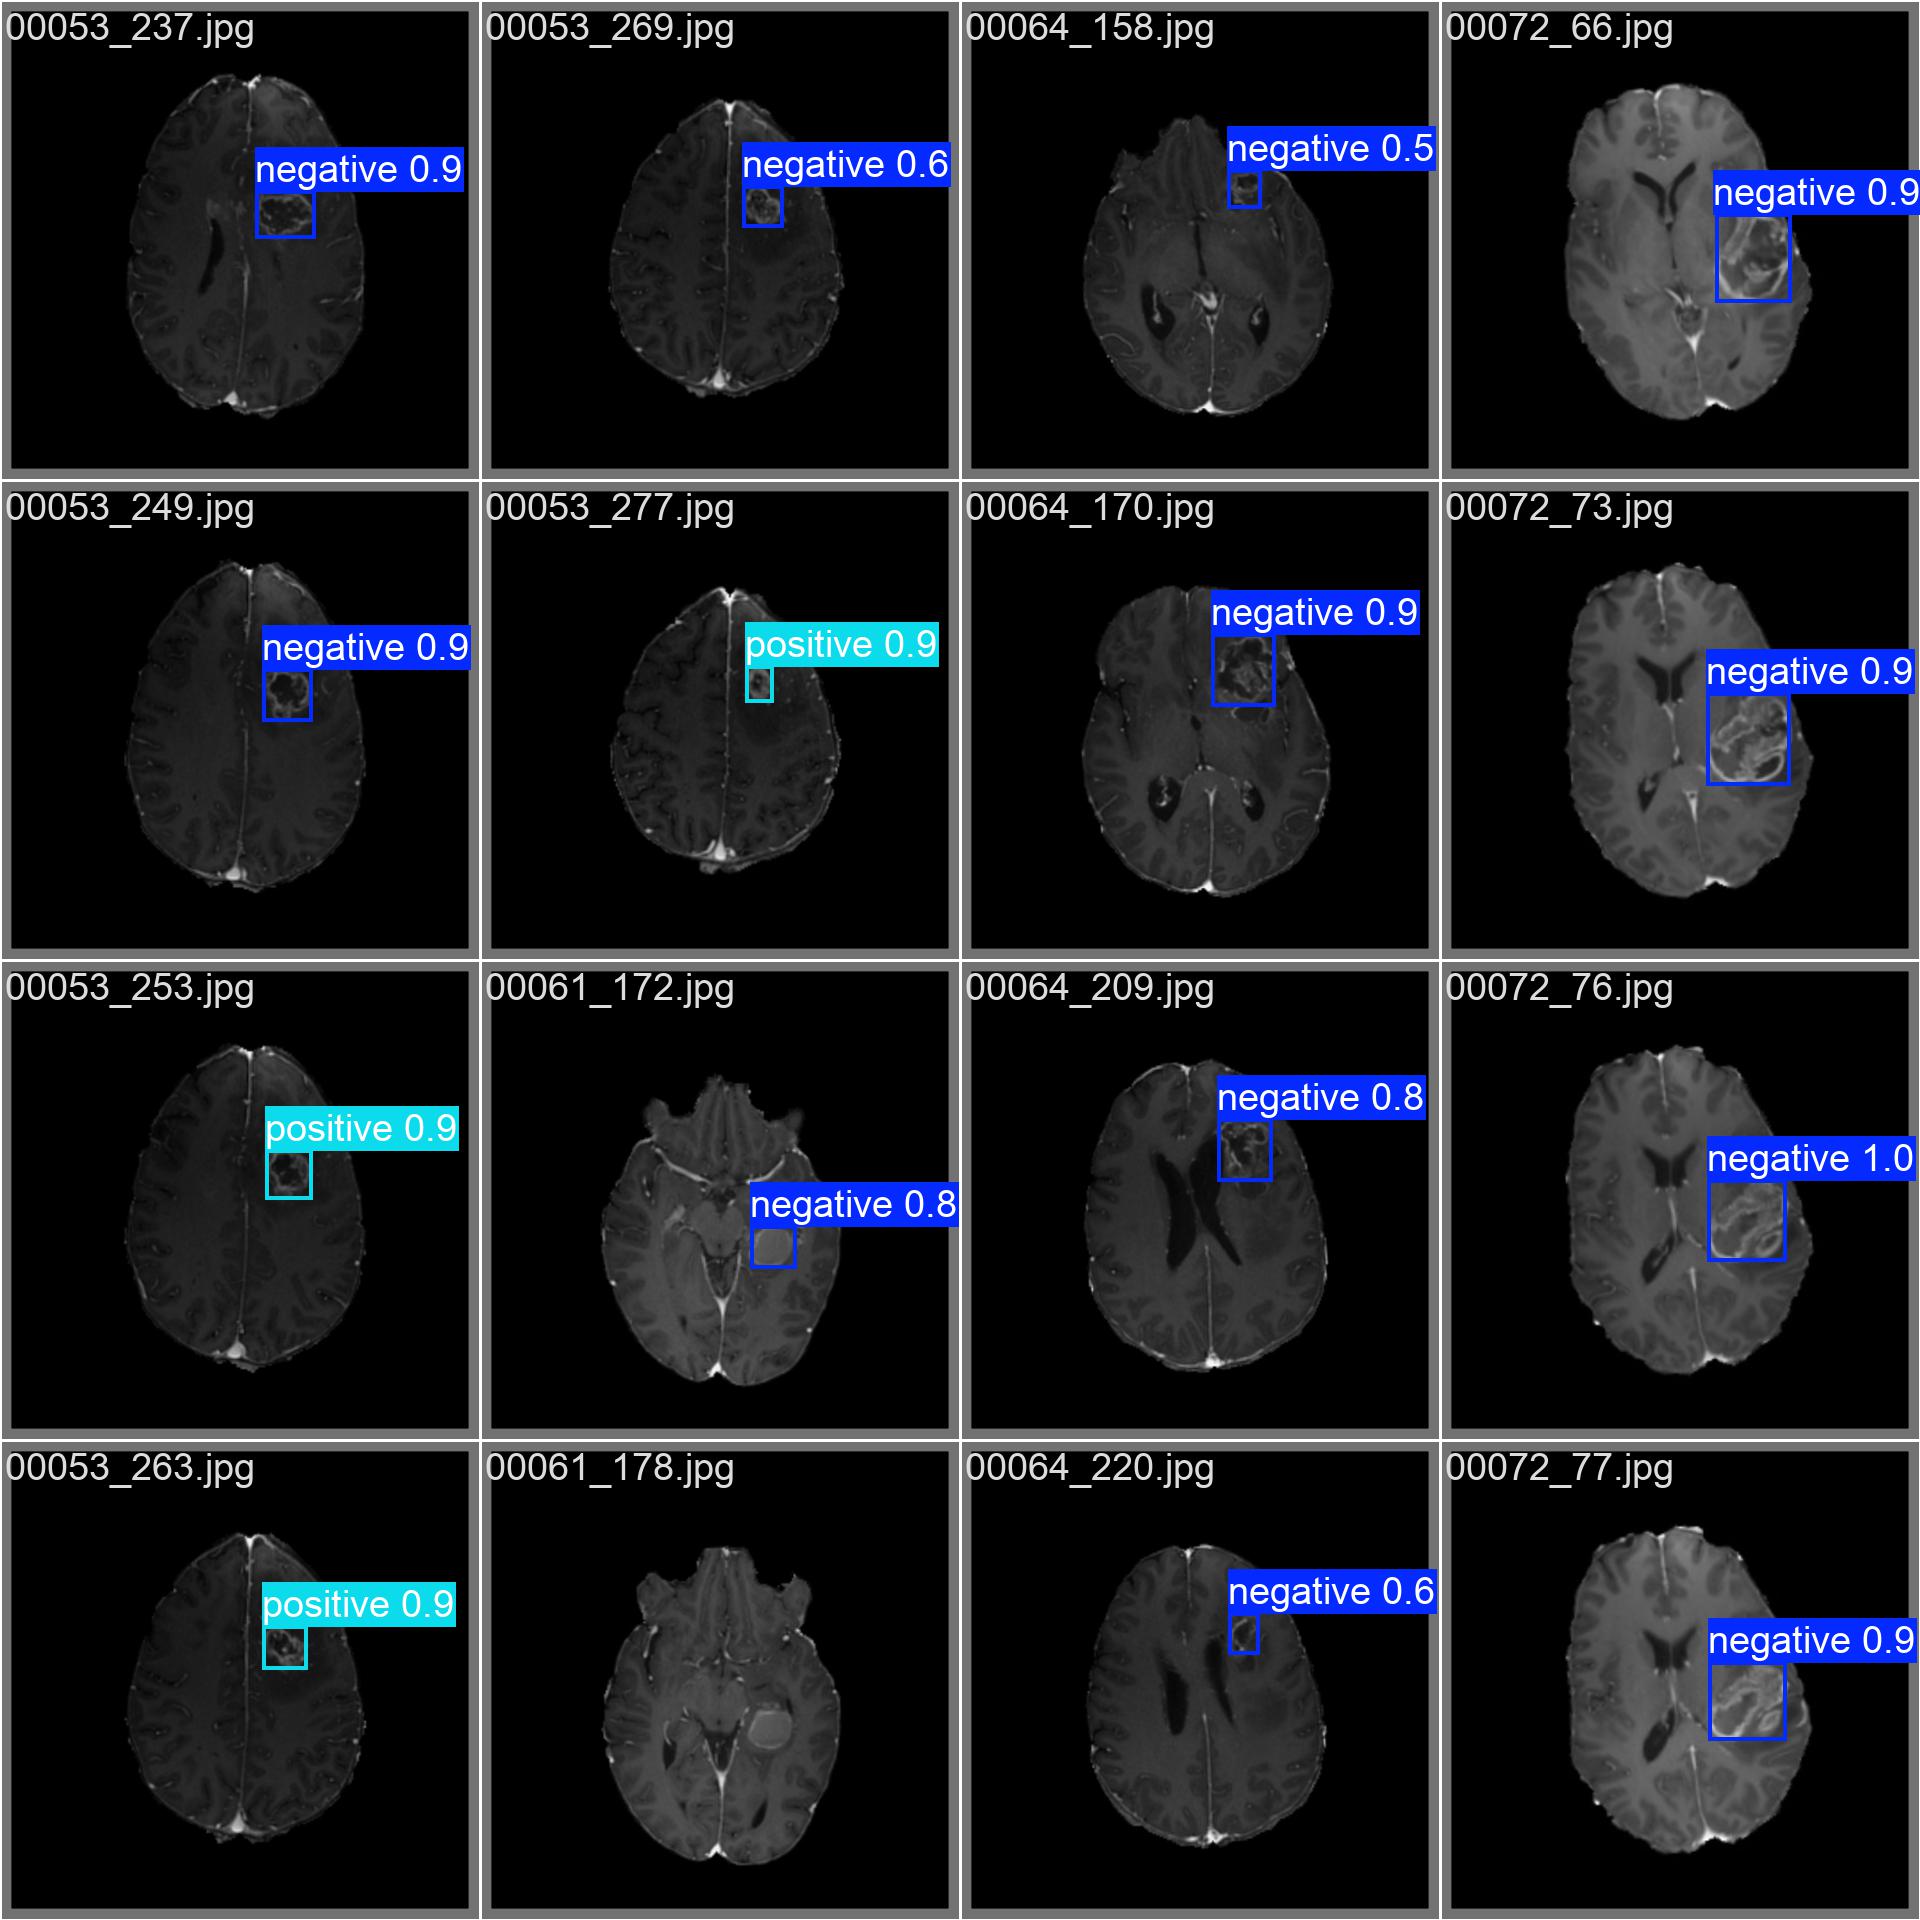 00053_237.jpg
negative 0.9
00053_269.jpg
negative 0.6
00064_158.jpg
negative 0.5
00072_66.jpg
negative 0.9
00053_249.jpg
negative 0.9
00053_277.jpg
positive 0.9
00064_170.jpg
negative 0.9
00072_73.jpg
negative 0.9
00053_253.jpg
positive 0.9
00061_172.jpg
negative 0.8
00064_209.jpg
negative 0.8
00072_76.jpg
negative 1.0
00053_263.jpg
positive 0.9
00061_178.jpg
00064_220.jpg
negative 0.6
00072_77.jpg
negative 0.9